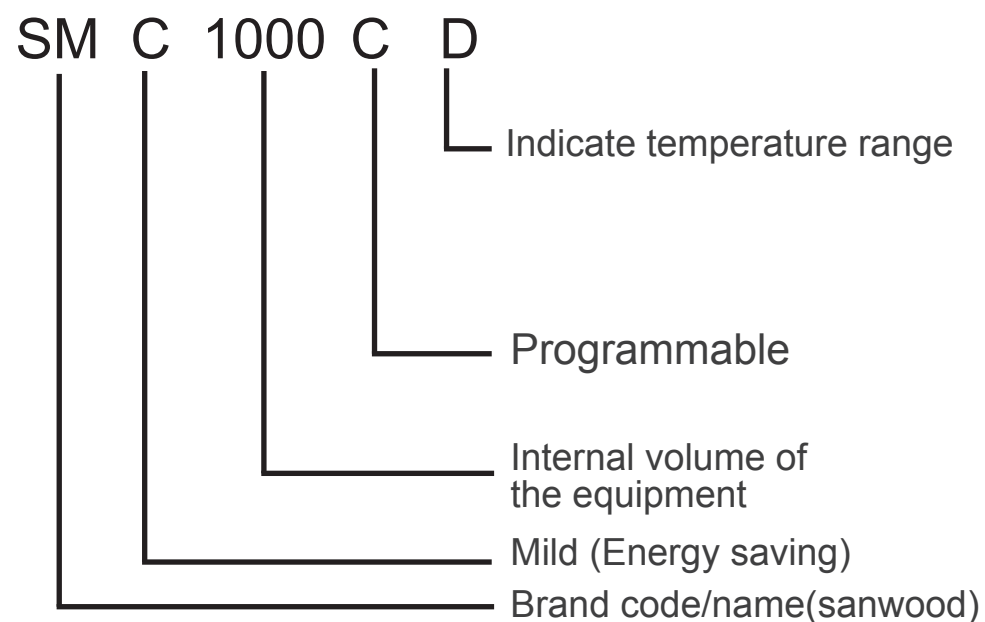 SM C 1000 C D
Indicate temperature range
Programmable
Internal volume of
the equipment
Mild (Energy saving)
Brand code/name(sanwood)